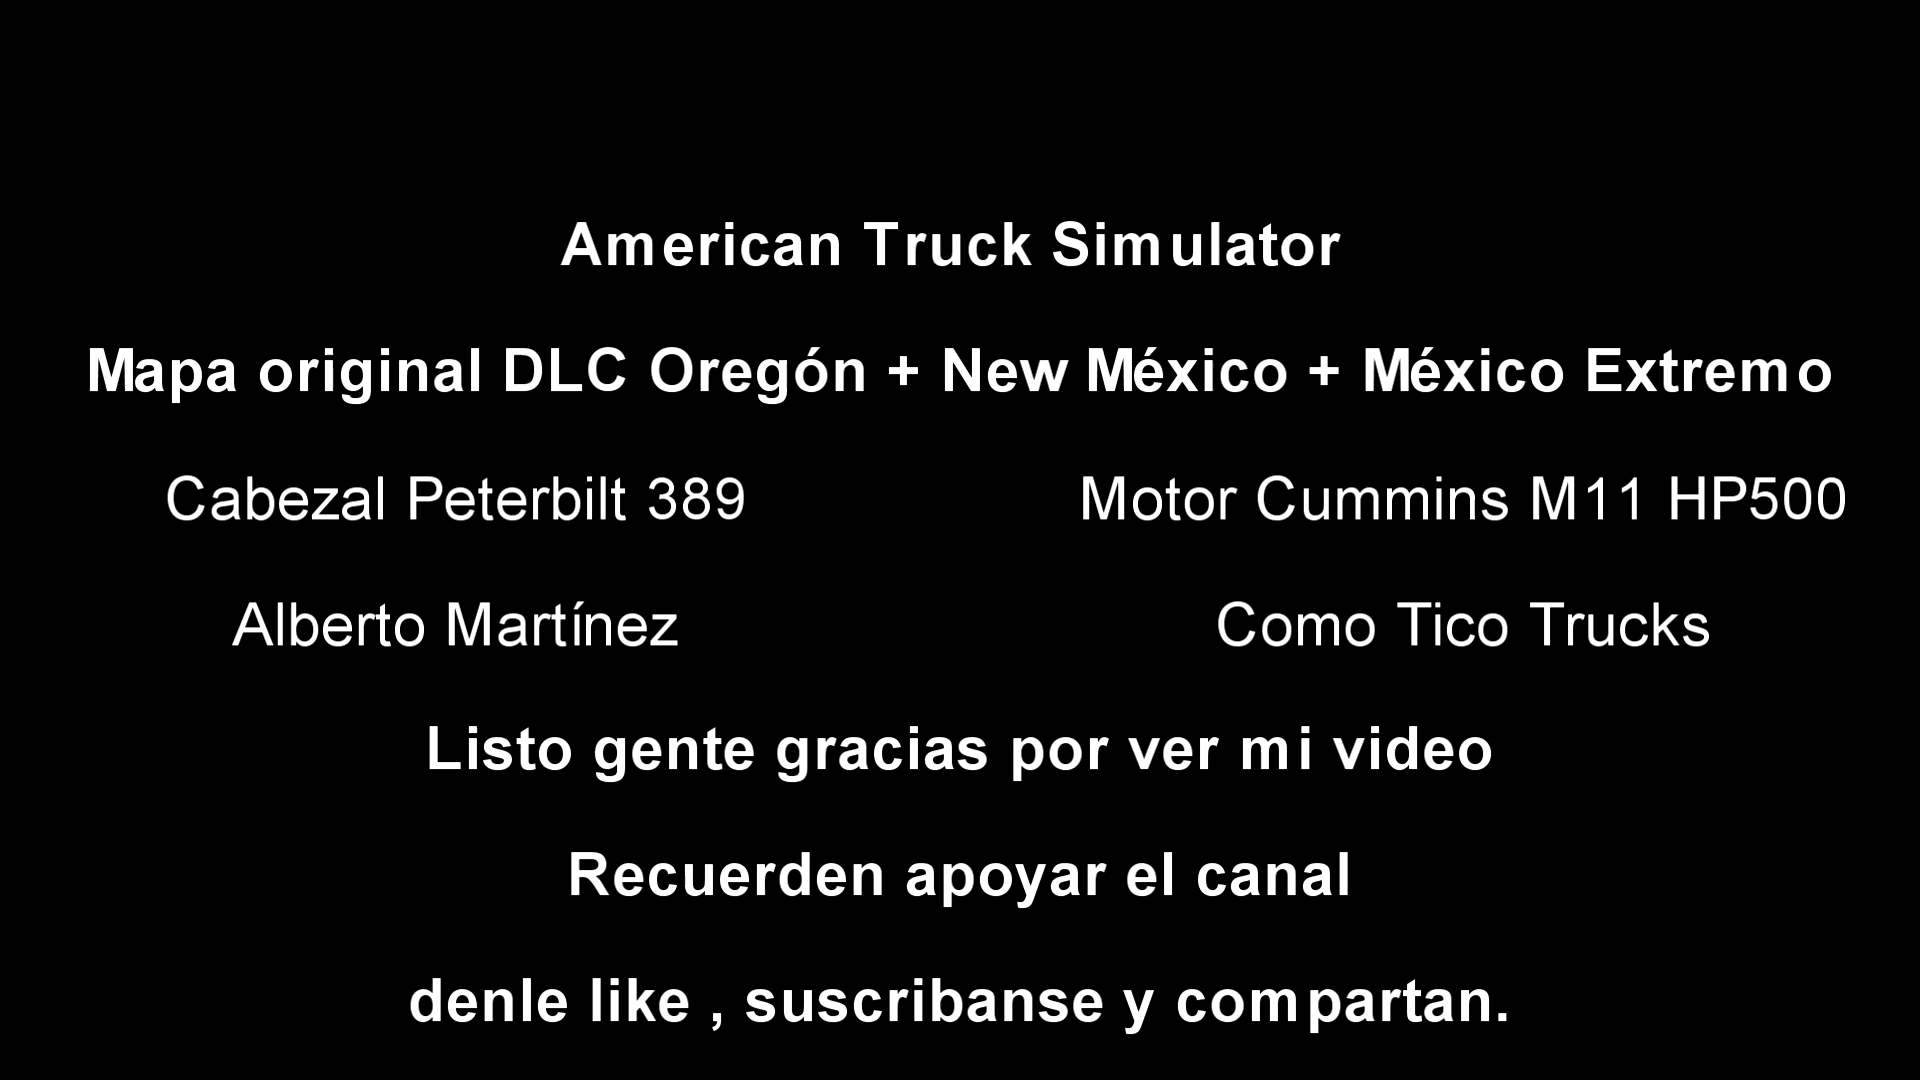 American Truck Simulator
Mapa original DLC Oregón + New México + México Extremo
Cabezal Peterbilt 389 Motor Cummins M11 HP500
Alberto Martínez Como Tico Trucks
Listo gente gracias por ver mi video
Recuerden apoyar el canal
denle like , suscribanse y compartan.